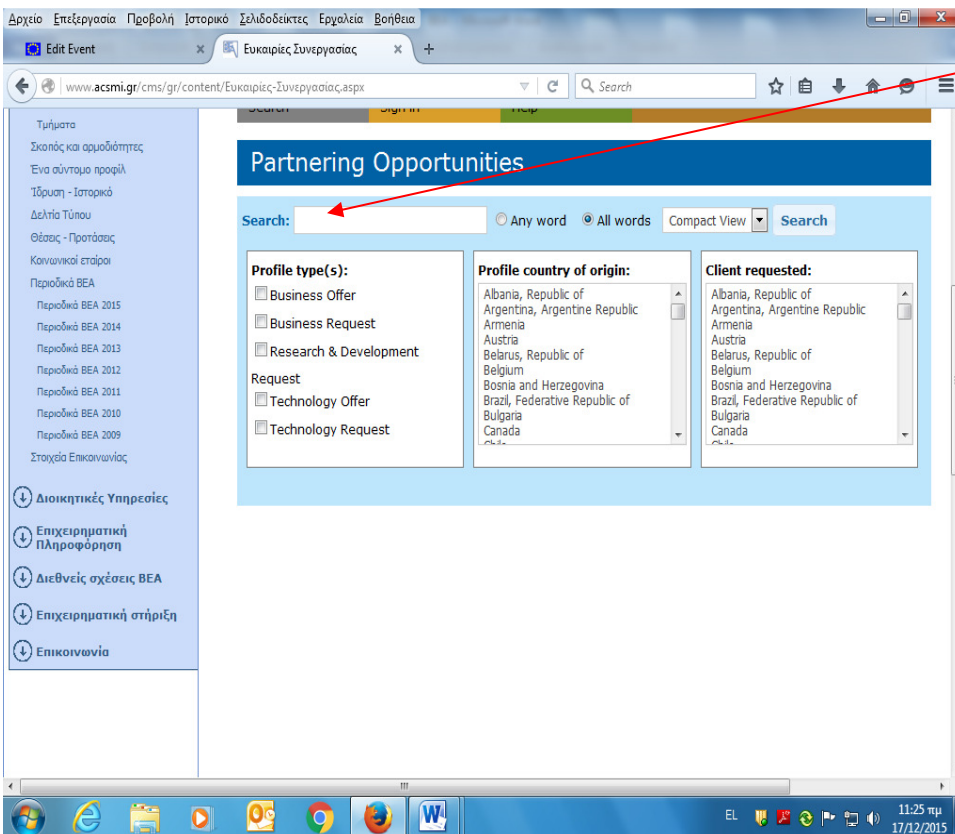 Αρχείο Επεξεργασία Προβολή Ιστορικό Σελιδοδείκτες Εργαλεία Βοήθεια
Edit Event × Ευκαιρίες Συνεργασίας × +
www.acsmi.gr/cms/gr/content/Ευκαιρίες-Συνεργασίας.aspx Search
Search Sign in Help
Τμήματα
Σκοπός και αρμοδιότητες
Ένα σύντομο προφίλ
Ίδρυση - Ιστορικό
Δελτία Τύπου
Θέσεις - Προτάσεις
Κοινωνικοί εταίροι
Περιοδικά ΒΕΑ
Περιοδικά ΒΕΑ 2015
Περιοδικά ΒΕΑ 2014
Περιοδικά ΒΕΑ 2013
Περιοδικά ΒΕΑ 2012
Περιοδικά ΒΕΑ 2011
Περιοδικά ΒΕΑ 2010
Περιοδικά ΒΕΑ 2009
Στοιχεία Επικοινωνίας
Διοικητικές Υπηρεσίες
Επιχειρηματική
Πληροφόρηση
Διεθνείς σχέσεις ΒΕΑ
Επιχειρηματική στήριξη
Επικοινωνία
Partnering Opportunities
Search: Any word All words Compact View Search
Profile type(s):
Business Offer
Business Request
Research & Development
Request
Technology Offer
Technology Request
Profile country of origin:
Albania, Republic of
Argentina, Argentine Republic
Armenia
Austria
Belarus, Republic of
Belgium
Bosnia and Herzegovina
Brazil, Federative Republic of
Bulgaria
Canada
Chile
Client requested:
Albania, Republic of
Argentina, Argentine Republic
Armenia
Austria
Belarus, Republic of
Belgium
Bosnia and Herzegovina
Brazil, Federative Republic of
Bulgaria
Canada
Chile
EL 11:25 πμ
17/12/2015